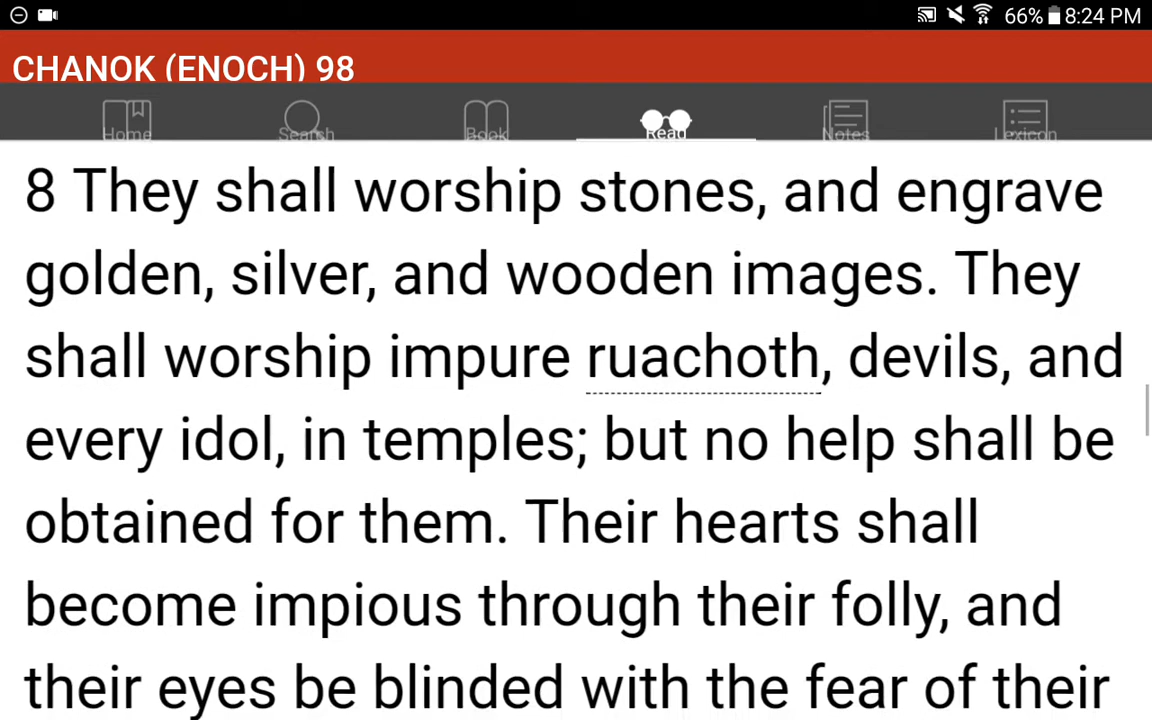 66% 8:24 PM
CHANOK (ENOCH) 98
Home Search Book Read Notes Lexicon
8 They shall worship stones, and engrave
golden, silver, and wooden images. They
shall worship impure ruachoth, devils, and
every idol, in temples; but no help shall be
obtained for them. Their hearts shall
become impious through their folly, and
their eyes be blinded with the fear of their